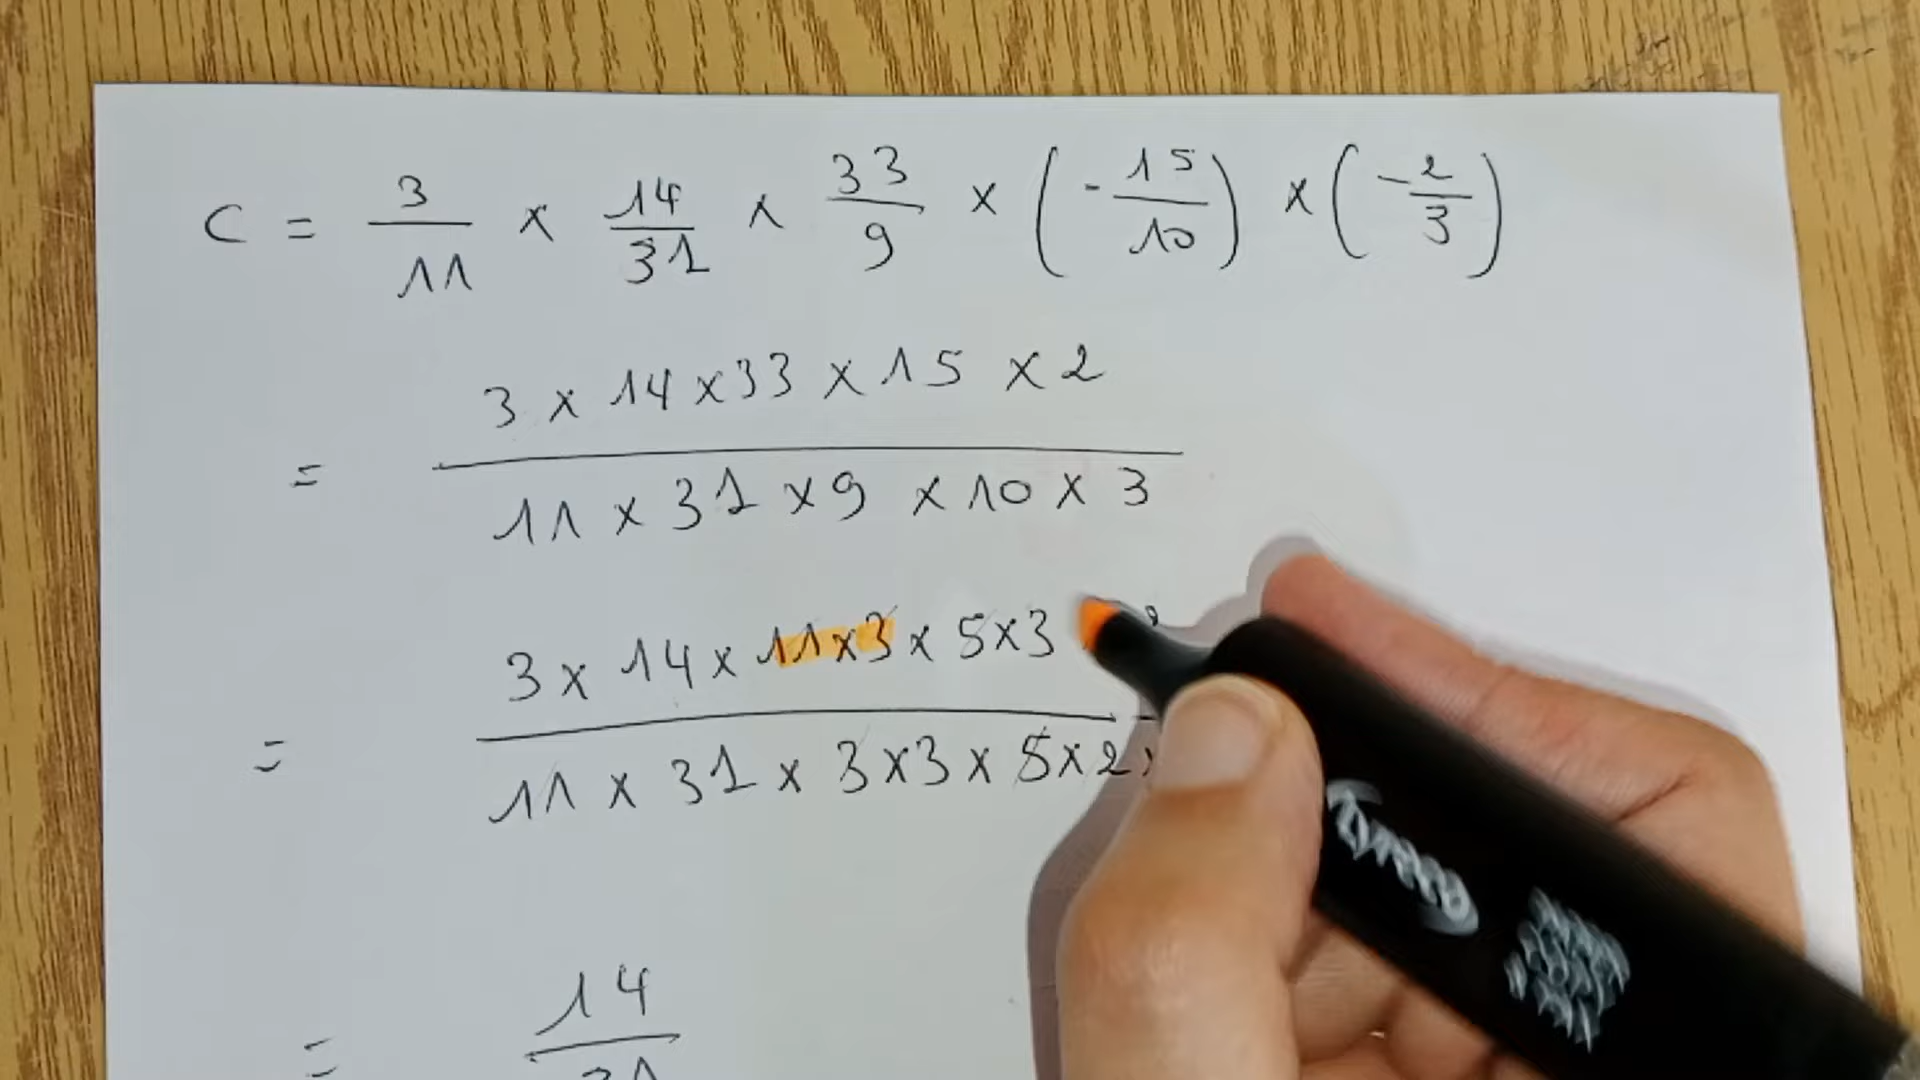 C = 3/11 × 14/31 × 33/9 × (-15/10) × (-2/3)
= 3 × 14 × 33 × 15 × 2 / 11 × 31 × 9 × 10 × 3
= 3 × 14 × 11 × 3 × 5 × 3 / 11 × 31 × 3 × 3 × 5 × 2 ×
= 14/31